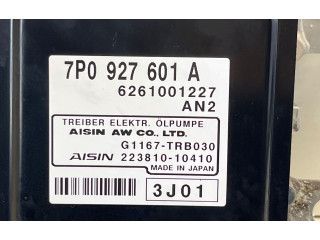 7P0 927 601 A
6261001227
AN2
TREIBER ELEKTR. ÖLPUMPE
AISIN AW CO., LTD.
G1167-TRB030
AISIN 223810-10410
MADE IN JAPAN
3J01